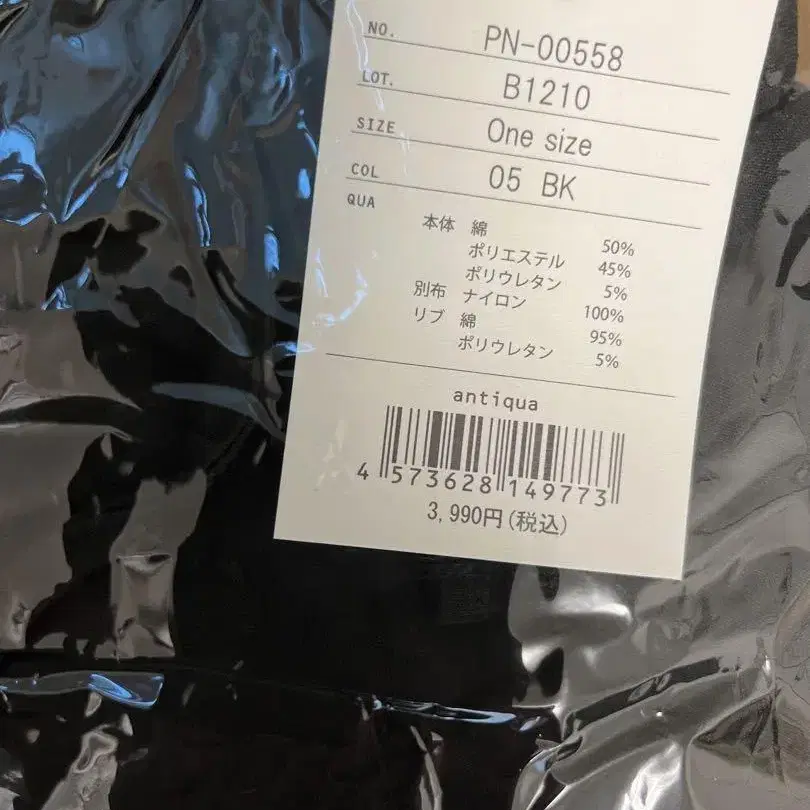 NO. PN-00558
LOT. B1210
SIZE One size
COL 05 BK
QUA
本体 綿 50%
ポリエステル 45%
ポリウレタン 5%
別布 ナイロン 100%
リブ 綿 95%
ポリウレタン 5%
antiqua
4 573628 149773
3,990円(税込)